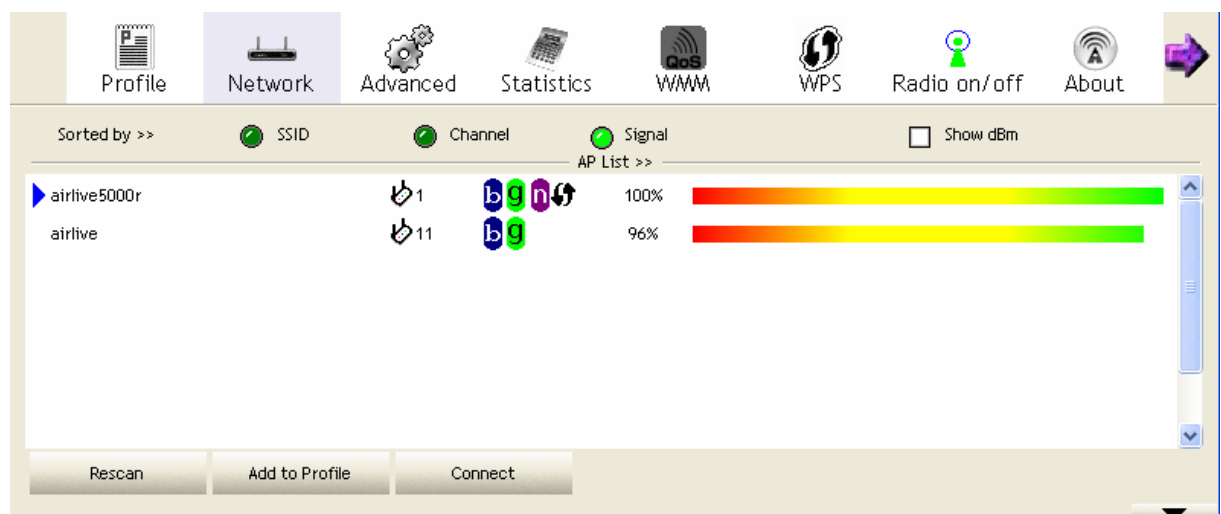 Profile Network Advanced Statistics QoS WMM WPS Radio on/off About
Sorted by >> SSID Channel Signal Show dBm
AP List >>
airlive5000r 1 b g n 100%
airlive 11 b g 96%
Rescan Add to Profile Connect